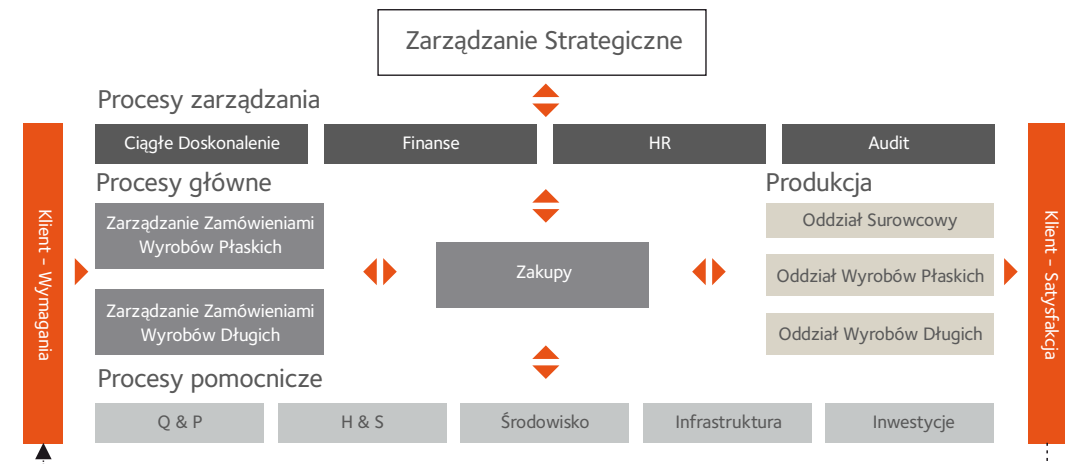 Zarządzanie Strategiczne
Procesy zarządzania
Ciągłe Doskonalenie
Finanse
HR
Audit
Procesy główne
Produkcja
Klient - Wymagania
Zarządzanie Zamówieniami
Wyrobów Płaskich
Zarządzanie Zamówieniami
Wyrobów Długich
Zakupy
Oddział Surowcowy
Oddział Wyrobów Płaskich
Oddział Wyrobów Długich
Klient - Satysfakcja
Procesy pomocnicze
Q & P
H & S
Środowisko
Infrastruktura
Inwestycje